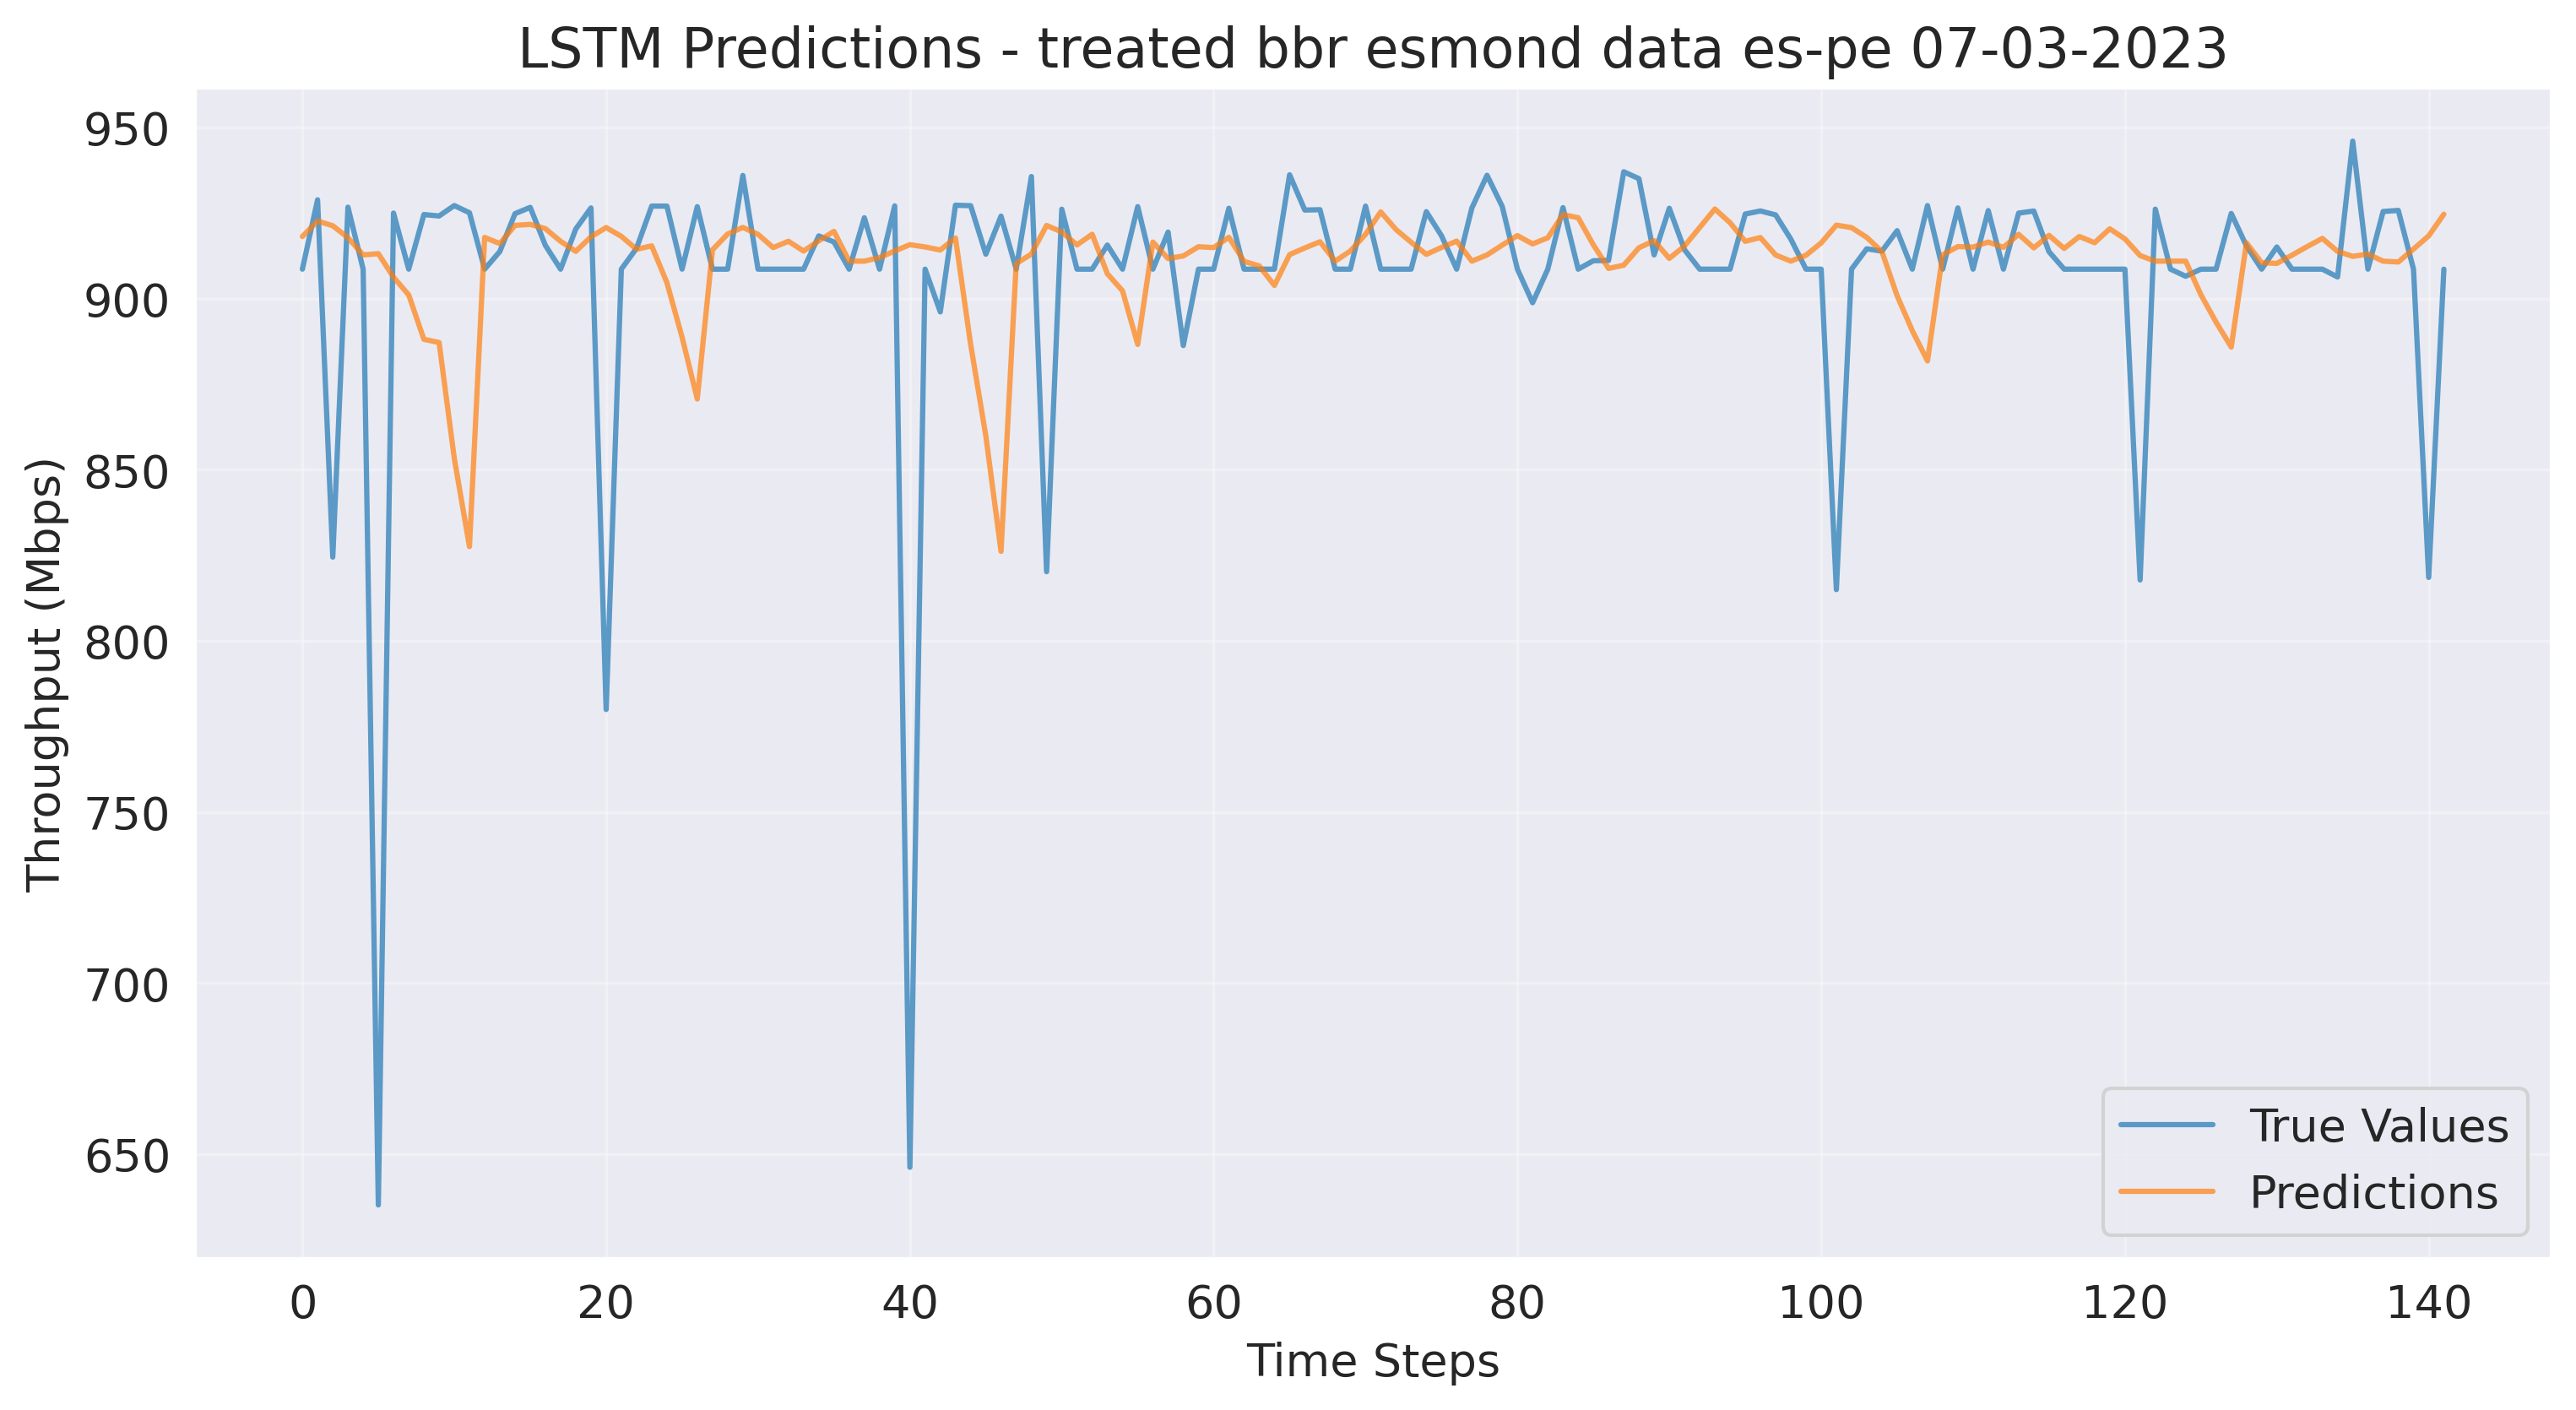 LSTM Predictions - treated bbr esmond data es-pe 07-03-2023
Throughput (Mbps)
950
900
850
800
750
700
650
True Values
Predictions
0 20 40 60 80 100 120 140
Time Steps